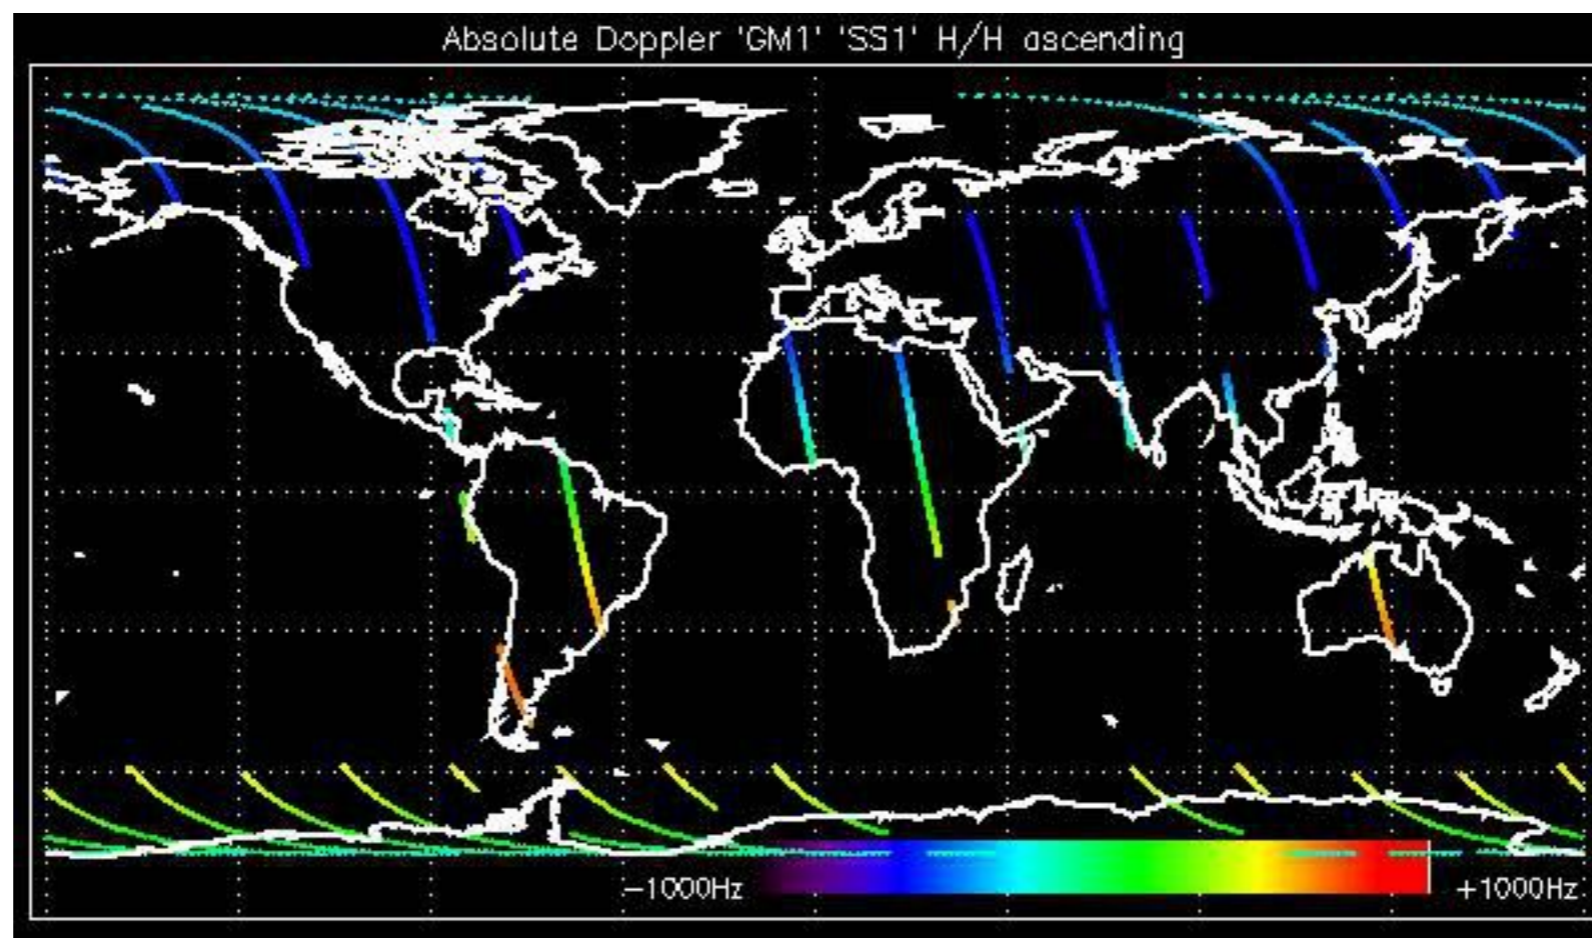 Absolute Doppler 'GM1' 'SS1' H/H ascending
−1000Hz
+1000Hz